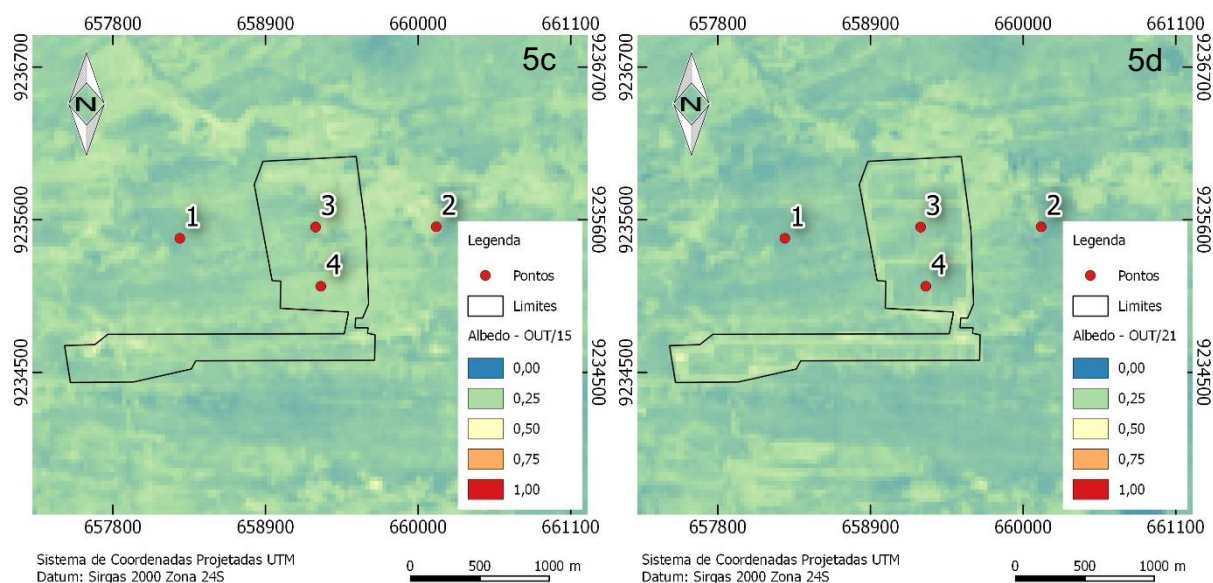 657800 658900 660000 661100
5c
9236700
9236700
N
1
3
2
9235600
9235600
4
Legenda
Pontos
Limites
Albedo - OUT/15
0,00
0,25
0,50
0,75
1,00
9234500
9234500
657800 658900 660000 661100
Sistema de Coordenadas Projetadas UTM
Datum: Sirgas 2000 Zona 24S
0 500 1000 m
657800 658900 660000 661100
5d
9236700
9236700
N
1
3
2
9235600
9235600
4
Legenda
Pontos
Limites
Albedo - OUT/21
0,00
0,25
0,50
0,75
1,00
9234500
9234500
657800 658900 660000 661100
Sistema de Coordenadas Projetadas UTM
Datum: Sirgas 2000 Zona 24S
0 500 1000 m